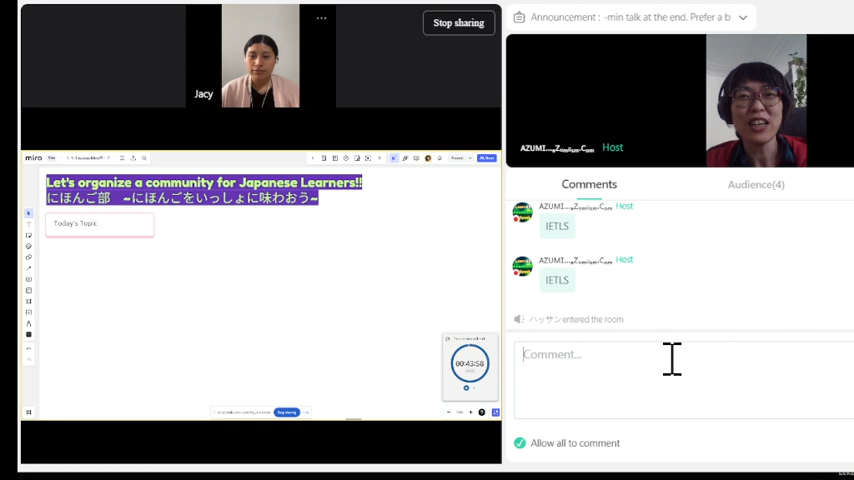 Stop sharing
Jacy
Announcement : -min talk at the end. Prefer a b
AZUMI
Host
Comments
Audience(4)
Host
IETLS
Host
IETLS
ハッサン entered the room
Comment...
Allow all to comment
miro
Let's organize a community for Japanese Learners!!
にほんご部 ~にほんごをいっしょに味わおう~
Today's Topic
00:43:58
Stop sharing